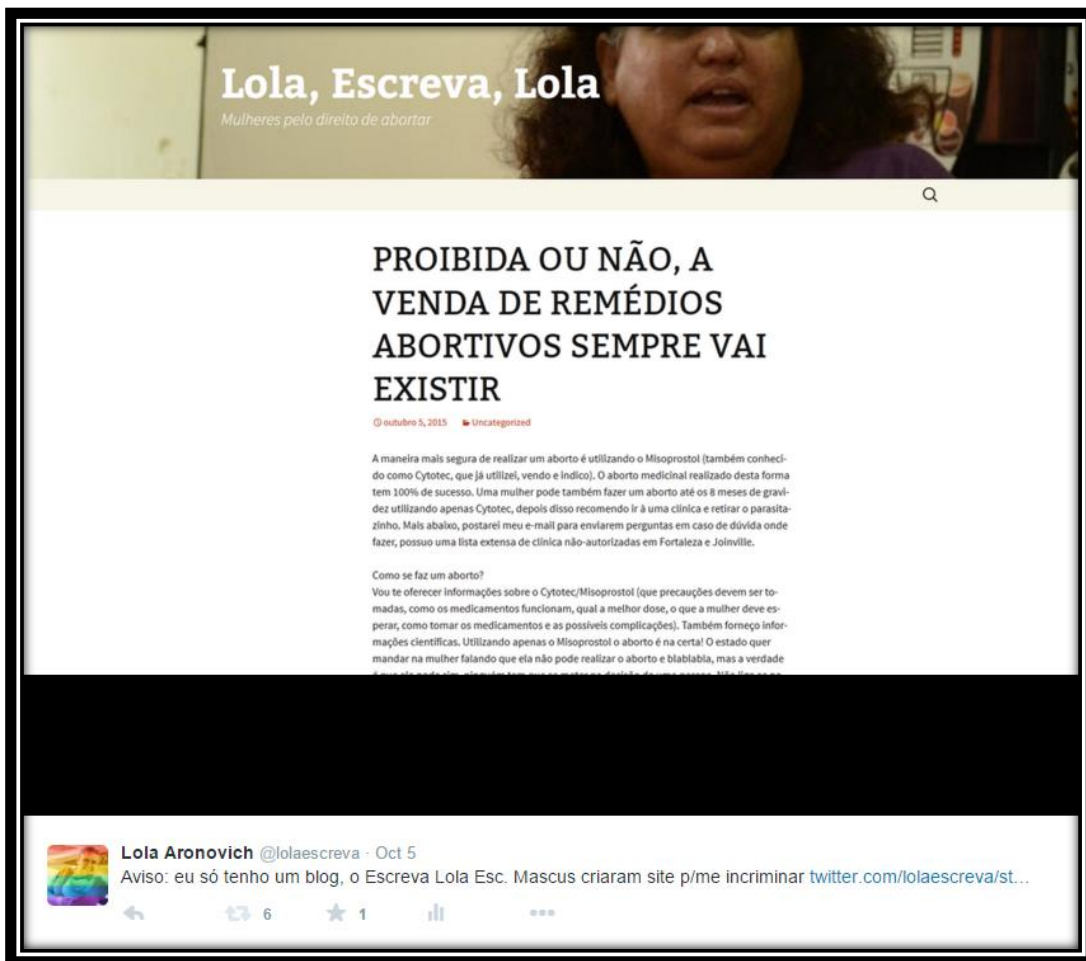 Lola, Escreva, Lola
Mulheres pelo direito de abortar
PROIBIDA OU NÃO, A
VENDA DE REMÉDIOS
ABORTIVOS SEMPRE VAI
EXISTIR
outubro 5, 2015 Uncategorized
A maneira mais segura de realizar um aborto é utilizando o Misoprostol (também conheci-
do como Cytotec, que já utilizei, vendo e indico). O aborto medicinal realizado desta forma
tem 100% de sucesso. Uma mulher pode também fazer um aborto até os 8 meses de gravi-
dez utilizando apenas Cytotec, depois disso recomendo ir à uma clínica e retirar o parasita-
zinho. Mais abaixo, postarei meu e-mail para enviarem perguntas em caso de dúvida onde
fazer, possuo uma lista extensa de clínica não-autorizadas em Fortaleza e Joinville.
Como se faz um aborto?
Vou te oferecer informações sobre o Cytotec/Misoprostol (que precauções devem ser to-
madas, como os medicamentos funcionam, qual a melhor dose, o que a mulher deve es-
perar, como tomar os medicamentos e as possíveis complicações). Também forneço infor-
mações científicas. Utilizando apenas o Misoprostol o aborto é na certa! O estado quer
mandar na mulher falando que ela não pode realizar o aborto e blablabla, mas a verdade
Lola Aronovich @lolaescreva · Oct 5
Aviso: eu só tenho um blog, o Escreva Lola Esc. Mascus criaram site p/me incriminar twitter.com/lolaescreva/st…
6 1